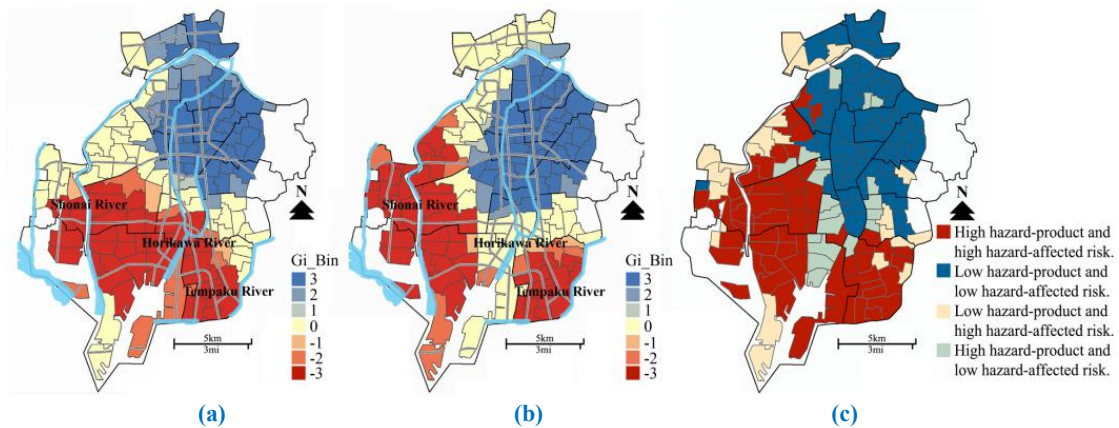 Shonai River
Horikawa River
Tempaku River
N
Gi_Bin
3
2
1
0
-1
-2
-3
5km
3mi
(a)
Shonai River
Horikawa River
Tempaku River
N
Gi_Bin
3
2
1
0
-1
-2
-3
5km
3mi
(b)
N
High hazard-product and
high hazard-affected risk.
Low hazard-product and
low hazard-affected risk.
Low hazard-product and
high hazard-affected risk.
High hazard-product and
low hazard-affected risk.
5km
3mi
(c)